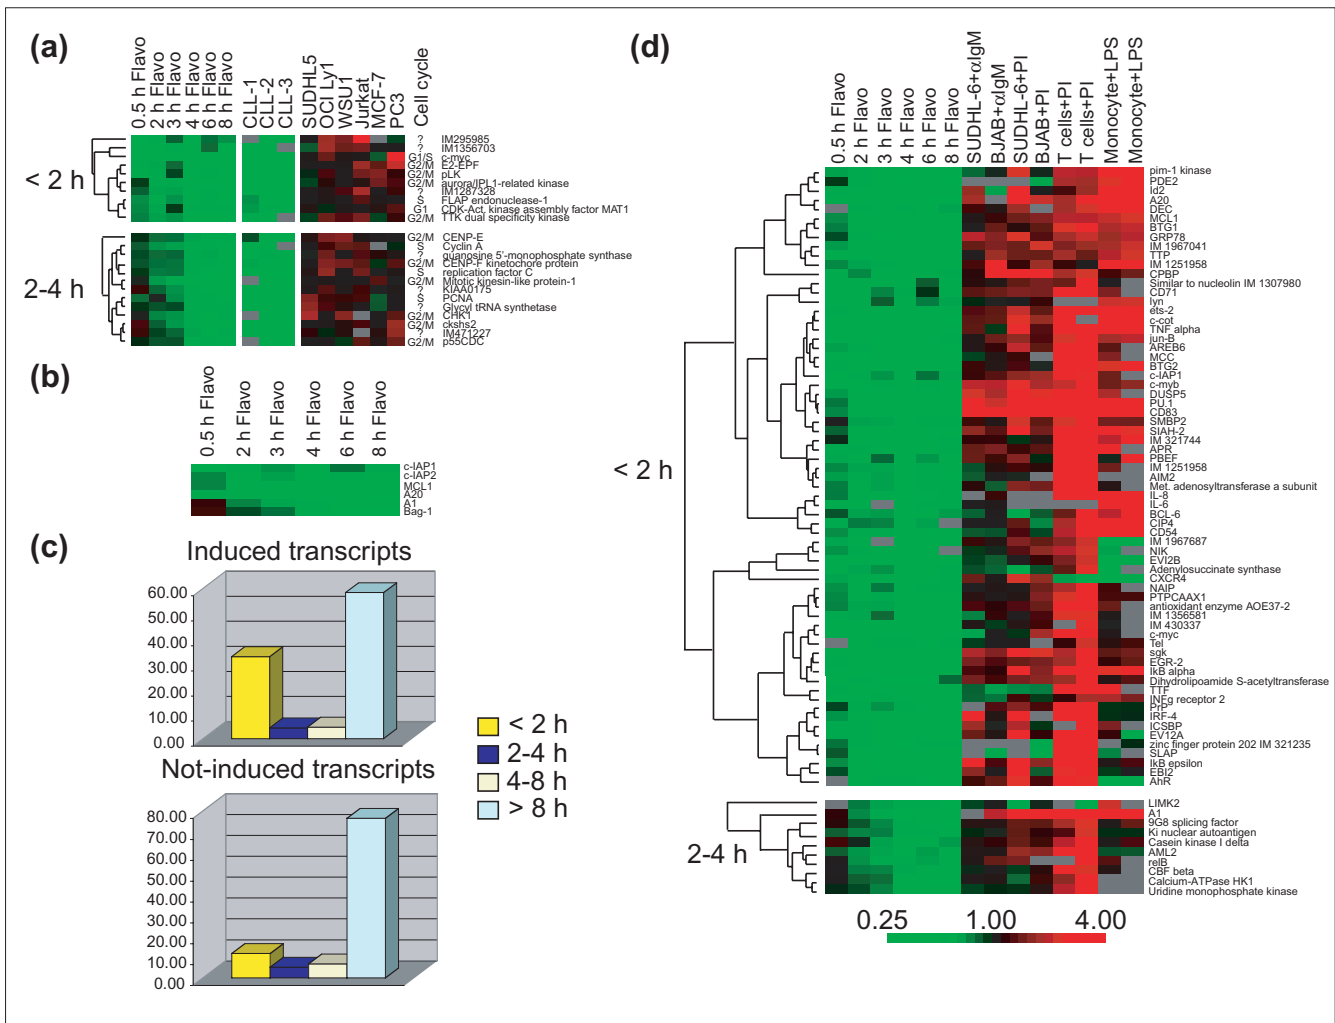 (a)
0.5 h Flavo
2 h Flavo
3 h Flavo
4 h Flavo
6 h Flavo
8 h Flavo
CLL-1
CLL-2
CLL-3
SUDHL5
OCI Ly1
WSU1
Jurkat
MCF-7
PC3
Cell cycle
< 2 h
? IM295985
? IM1356703
G1/S c-myc
G2/M E2-EPF
G2/M pLK
G2/M aurora/IPL1-related kinase
? IM1287328
S FLAP endonuclease-1
G1 CDK-Act. kinase assembly factor MAT1
G2/M TTK dual specificity kinase
2-4 h
G2/M CENP-E
S Cyclin A
? guanosine 5'-monophosphate synthase
G2/M CENP-F kinetochore protein
S replication factor C
G2/M Mitotic kinesin-like protein-1
? KIAA0175
S PCNA
? Glycyl tRNA synthetase
G2/M CHK1
G2/M ckshs2
? IM471227
G2/M p55CDC
(b)
0.5 h Flavo
2 h Flavo
3 h Flavo
4 h Flavo
6 h Flavo
8 h Flavo
c-IAP1
c-IAP2
MCL1
A20
A1
Bag-1
(c)
Induced transcripts
60.00
50.00
40.00
30.00
20.00
10.00
0.00
Not-induced transcripts
80.00
70.00
60.00
50.00
40.00
30.00
20.00
10.00
0.00
< 2 h
2-4 h
4-8 h
> 8 h
(d)
0.5 h Flavo
2 h Flavo
3 h Flavo
4 h Flavo
6 h Flavo
8 h Flavo
SUDHL-6+αIgM
BJAB+αIgM
SUDHL-6+PI
BJAB+PI
T cells+PI
T cells+PI
Monocyte+LPS
Monocyte+LPS
< 2 h
pim-1 kinase
PDE2
Id2
A20
DEC
MCL1
BTG1
GRP78
IM 1967041
TTP
IM 1251958
CPBP
Similar to nucleolin IM 1307980
CD71
lyn
ets-2
c-cot
TNF alpha
jun-B
AREB6
MCC
BTG2
c-IAP1
c-myb
DUSP5
PU.1
CD83
SMBP2
SIAH-2
IM 321744
APR
PBEF
IM 1251958
AIM2
Met. adenosyltransferase a subunit
IL-8
IL-6
BCL-6
CIP4
CD54
IM 1967687
NIK
EVI2B
Adenylosuccinate synthase
CXCR4
NAIP
PTPCAAX1
antioxidant enzyme AOE37-2
IM 1356581
IM 430337
c-myc
Tel
sgk
EGR-2
IkB alpha
Dihydrolipoamide S-acetyltransferase
TTF
INFg receptor 2
PrP
IRF-4
ICSBP
EV12A
zinc finger protein 202 IM 321235
SLAP
IkB epsilon
EBI2
AhR
2-4 h
LIMK2
A1
9G8 splicing factor
Ki nuclear autoantigen
Casein kinase I delta
AML2
relB
CBF beta
Calcium-ATPase HK1
Uridine monophosphate kinase
0.25 1.00 4.00